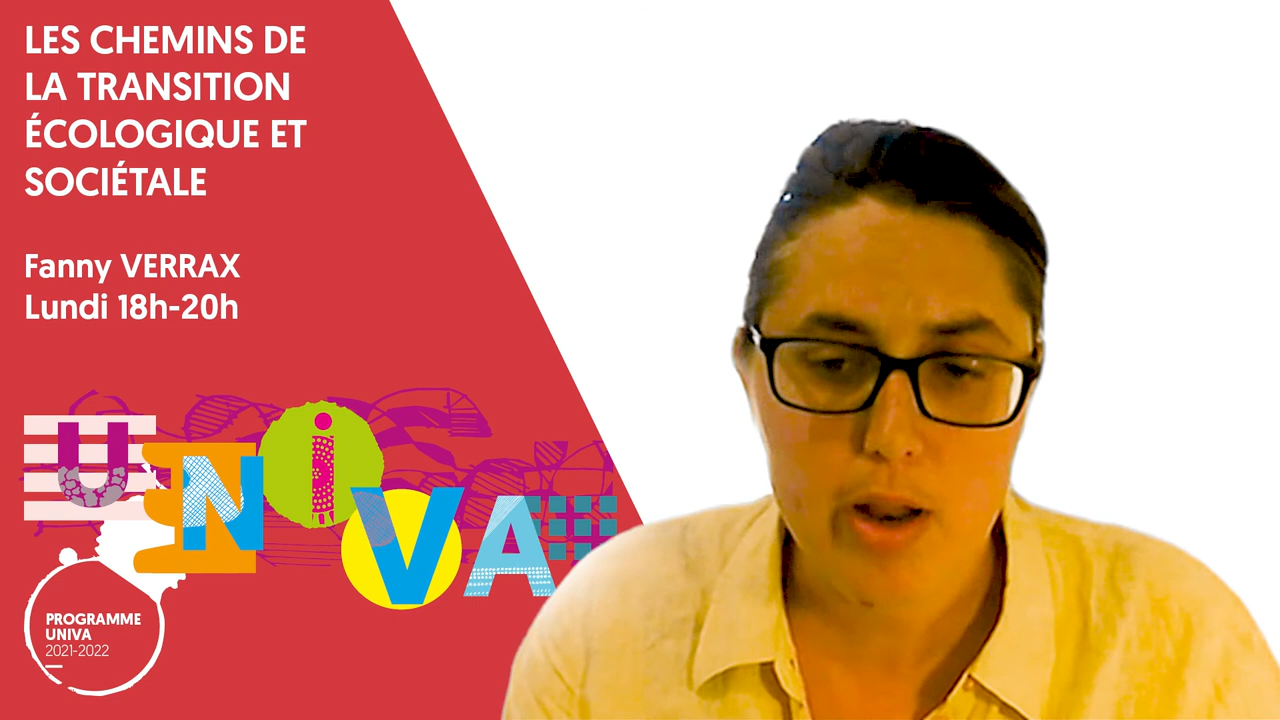 LES CHEMINS DE
LA TRANSITION
ÉCOLOGIQUE ET
SOCIÉTALE
Fanny VERRAX
Lundi 18h-20h
UNiVA
PROGRAMME
UNIVA
2021-2022